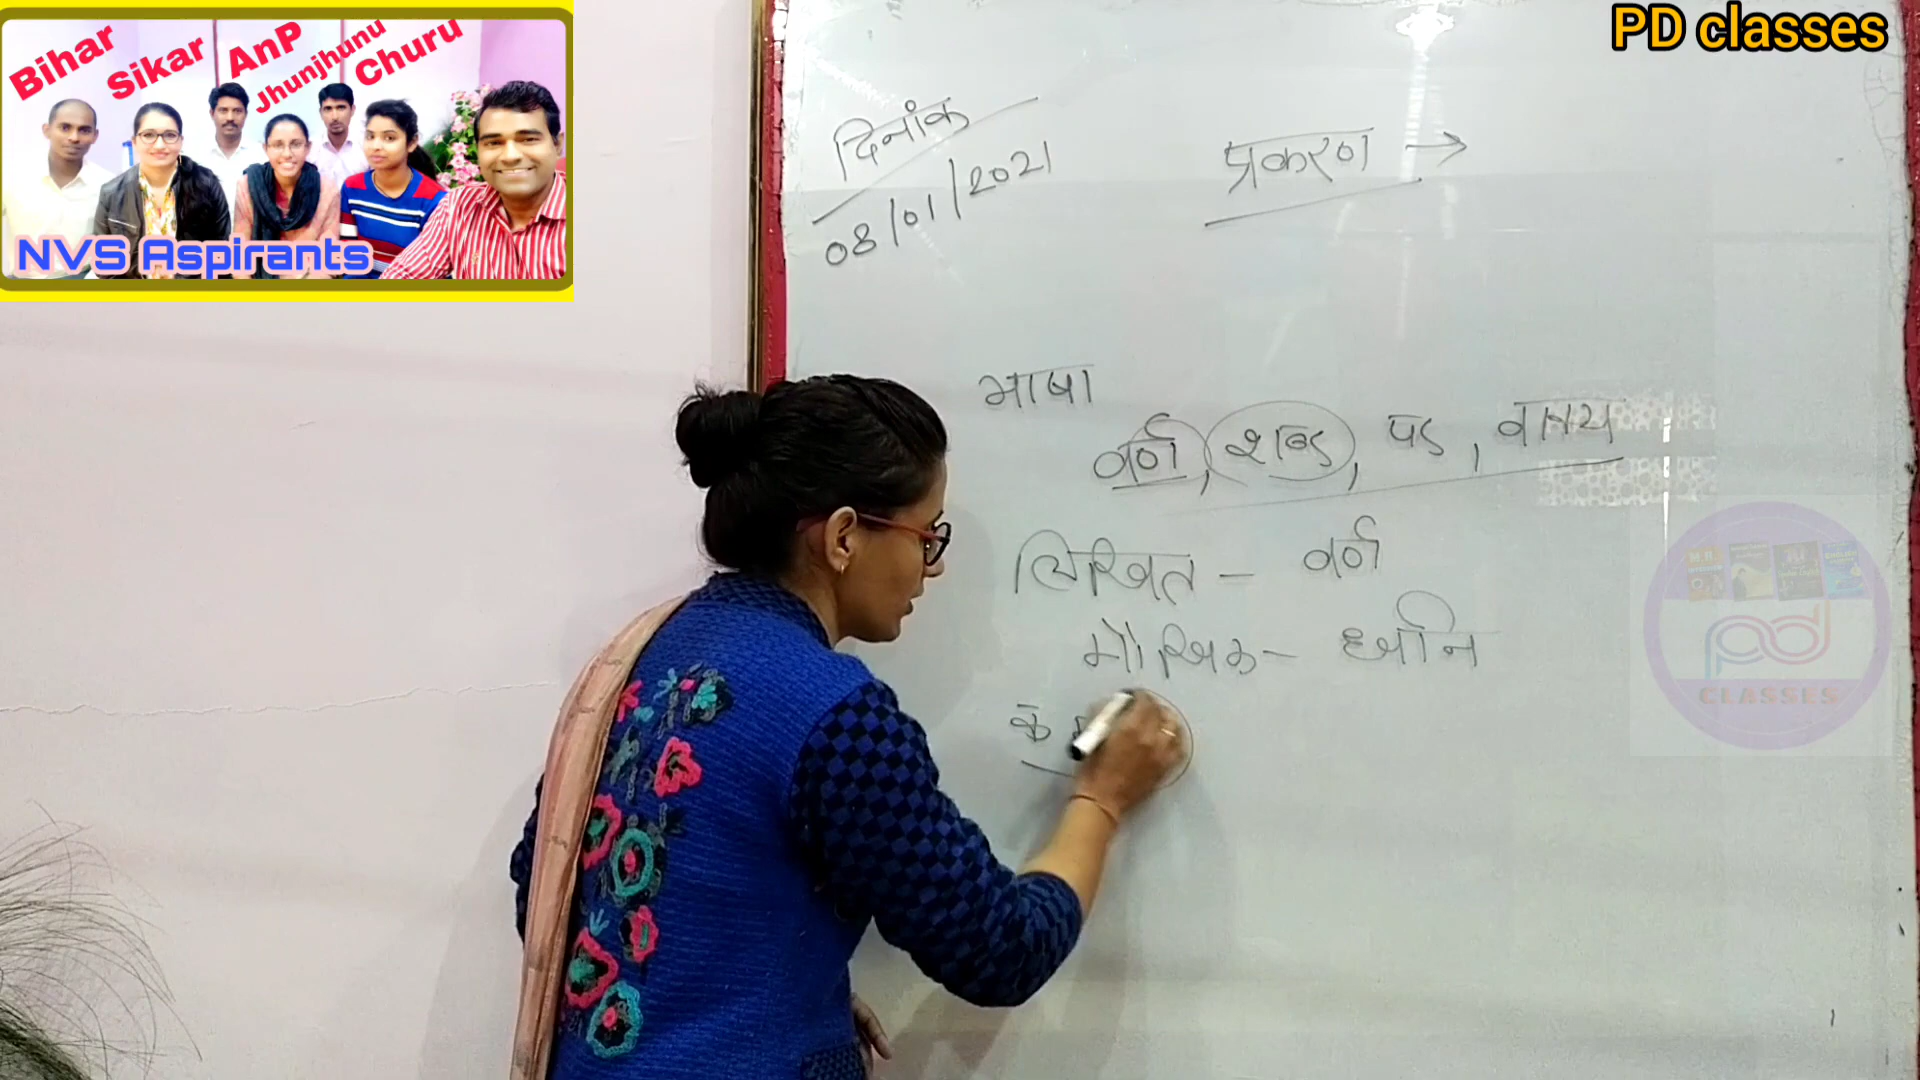 PD classes
Bihar
Sikar
AnP
Jhunjhunu
Churu
NVS Aspirants
दिनांक
08/01/2021
प्रकरण →
भाषा
वर्ण, शब्द, पद, वाक्य
लिखित - वर्ण
मौखिक - ध्वनि
pd
CLASSES